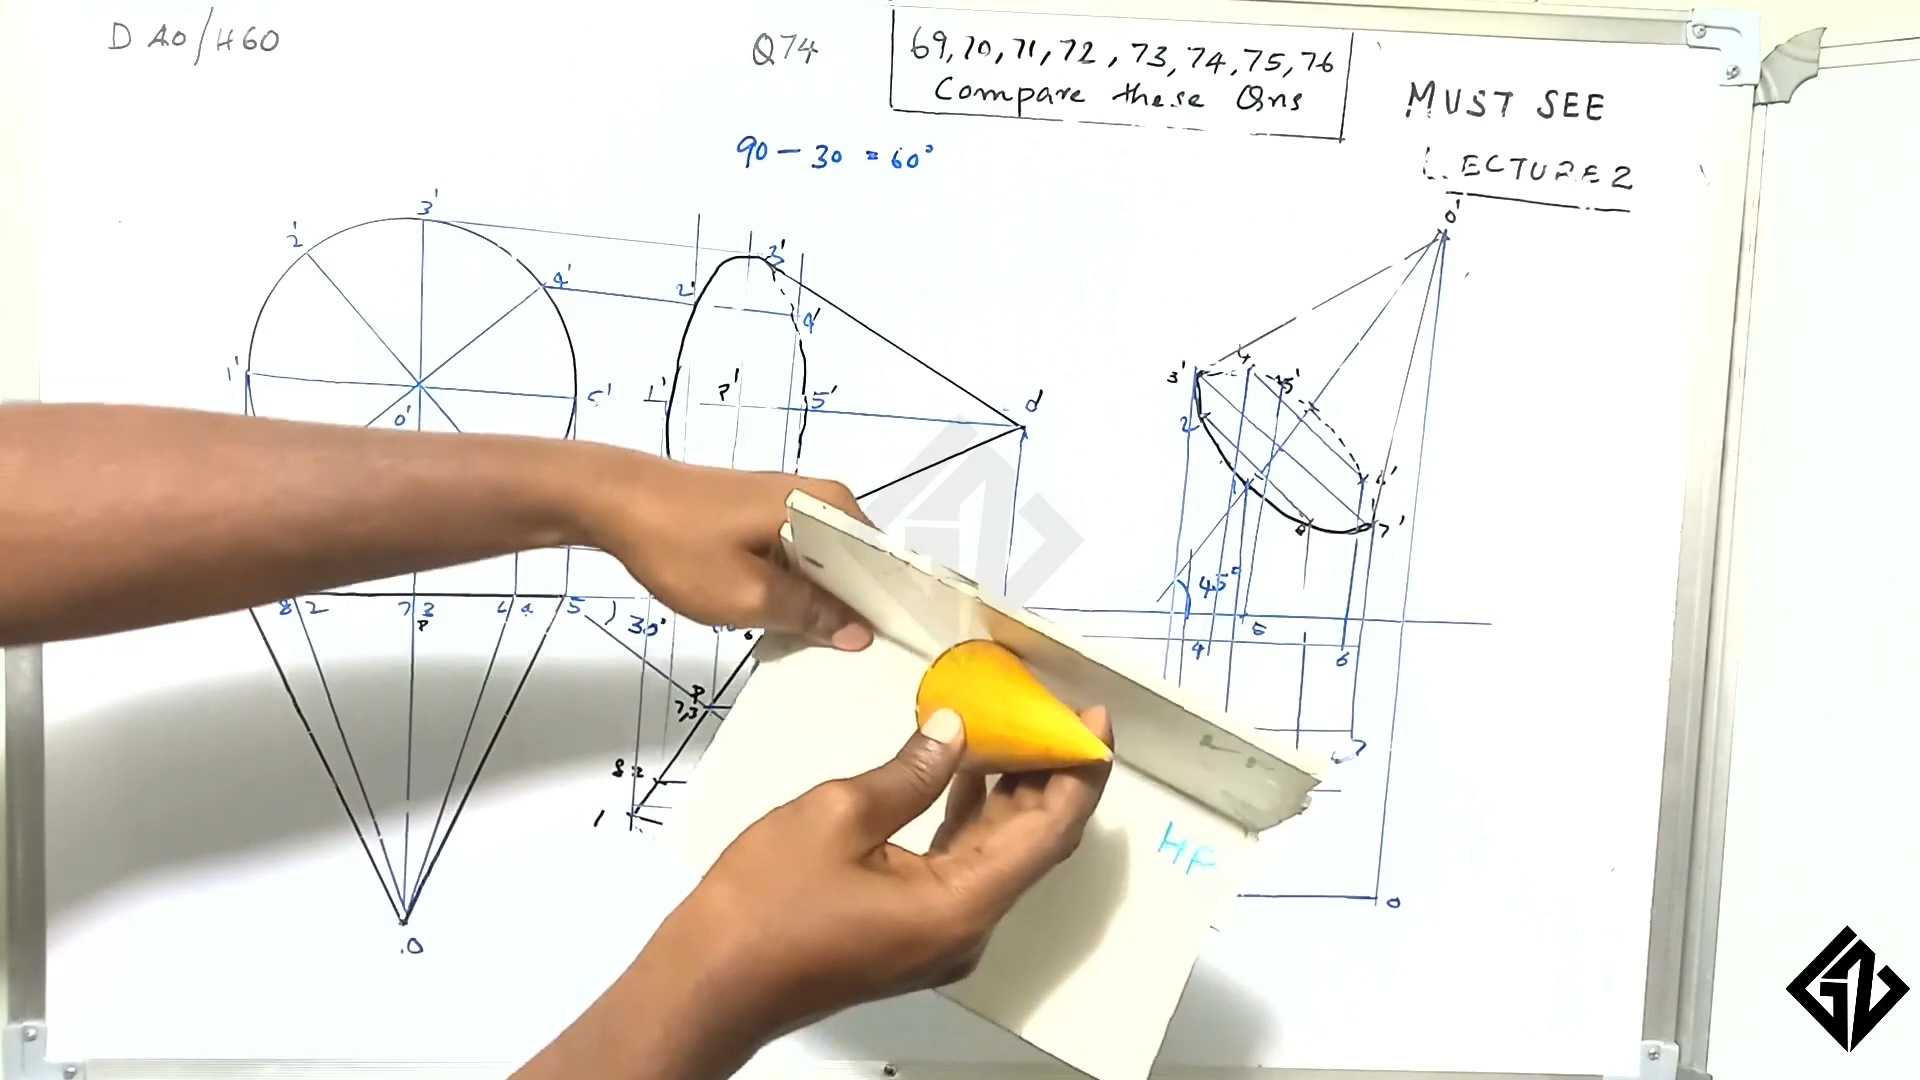 D 40/H60
Q74
69, 70, 71, 72, 73, 74, 75, 76
Compare these Qns
MUST SEE
LECTURE 2
90 - 30 = 60°
3'
2'
4'
1'
5'
o'
8 2
7 3
P
6 4
5
30°
O
3'
2'
4'
1'
P'
5'
o'
P
7,3
8 2
1
o'
3'
4'
5'
2'
6'
7'
45°
5
4
6
7
o
HP